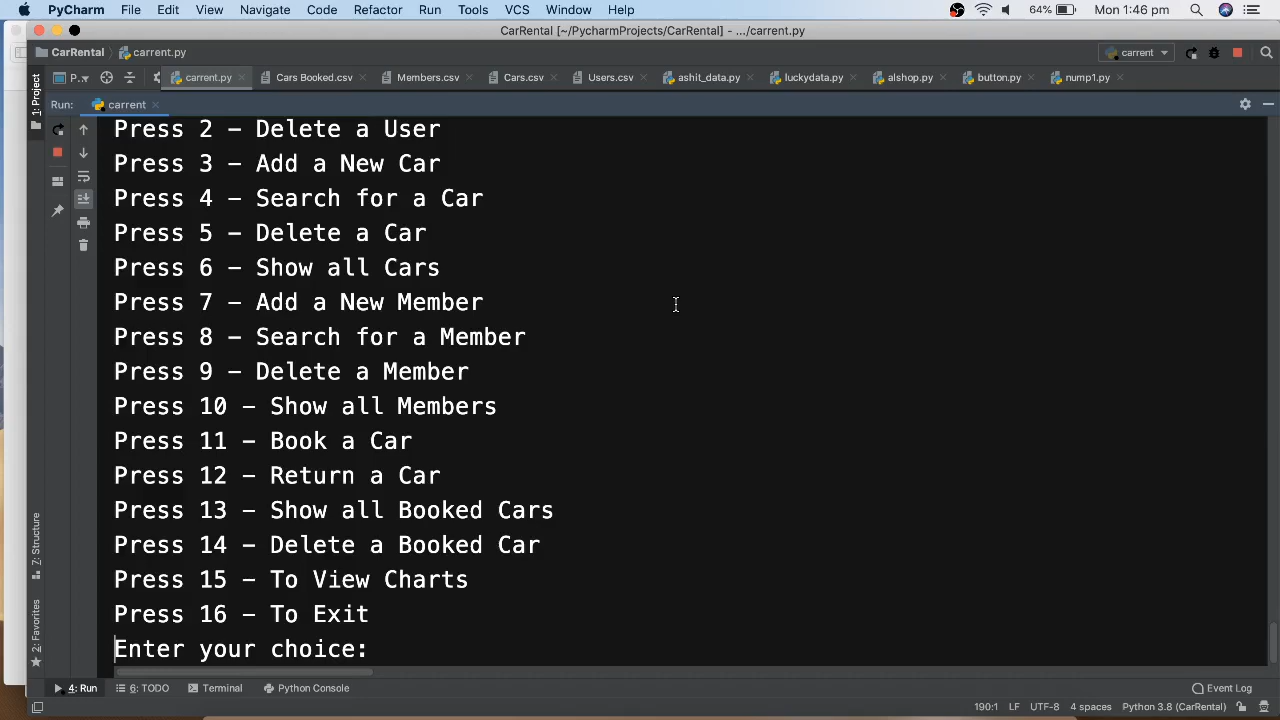 PyCharm File Edit View Navigate Code Refactor Run Tools VCS Window Help 64% Mon 1:46 pm
CarRental [~/PycharmProjects/CarRental] - .../carrent.py
CarRental carrent.py carrent
1: Project P... carrent.py Cars Booked.csv Members.csv Cars.csv Users.csv ashit_data.py luckydata.py alshop.py button.py nump1.py
Run: carrent
Press 2 - Delete a User
Press 3 - Add a New Car
Press 4 - Search for a Car
Press 5 - Delete a Car
Press 6 - Show all Cars
Press 7 - Add a New Member
Press 8 - Search for a Member
Press 9 - Delete a Member
Press 10 - Show all Members
Press 11 - Book a Car
Press 12 - Return a Car
Press 13 - Show all Booked Cars
Press 14 - Delete a Booked Car
Press 15 - To View Charts
Press 16 - To Exit
Enter your choice:
7: Structure
2: Favorites
4: Run 6: TODO Terminal Python Console Event Log
190:1 LF UTF-8 4 spaces Python 3.8 (CarRental)